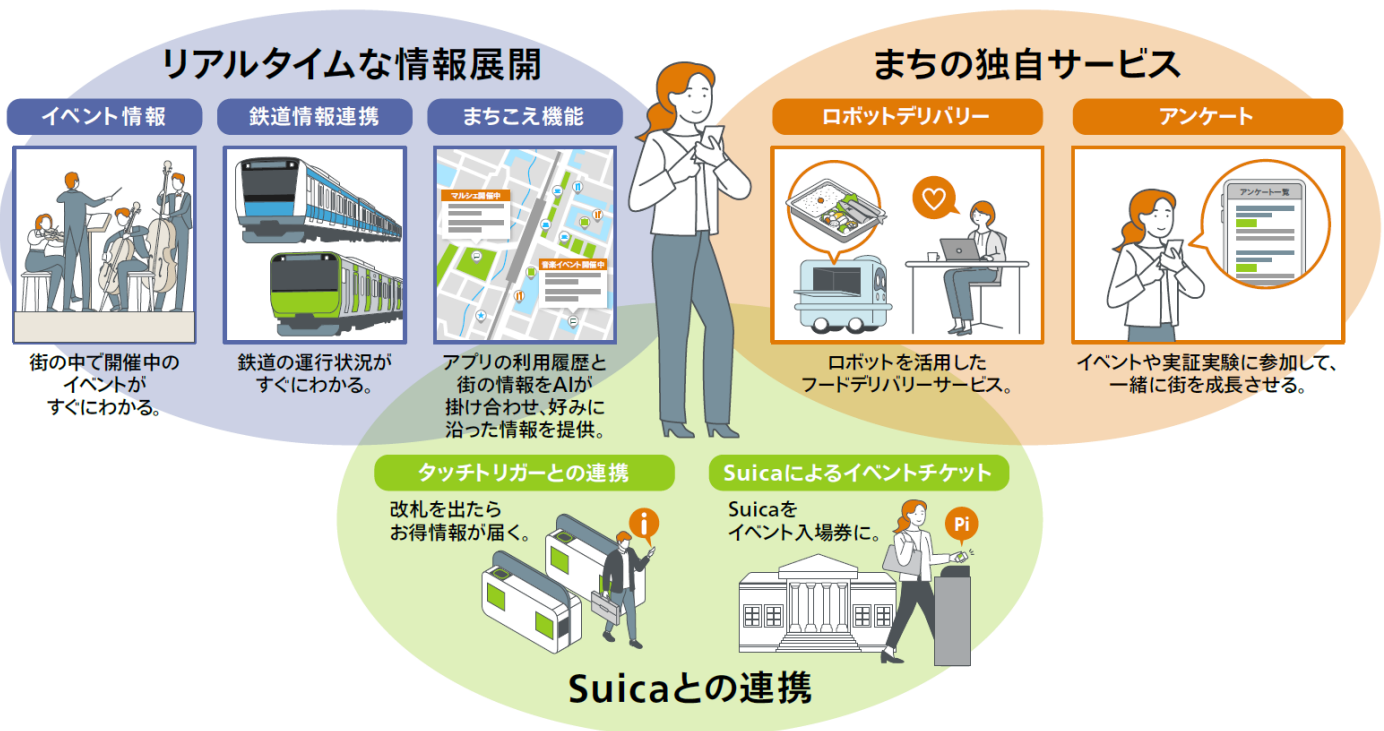 リアルタイムな情報展開
イベント情報
街の中で開催中の
イベントが
すぐにわかる。
鉄道情報連携
鉄道の運行状況が
すぐにわかる。
まちこえ機能
マルシェ開催中
音楽イベント開催中
アプリの利用履歴と
街の情報をAIが
掛け合わせ、好みに
沿った情報を提供。
まちの独自サービス
ロボットデリバリー
ロボットを活用した
フードデリバリーサービス。
アンケート
アンケート一覧
イベントや実証実験に参加して、
一緒に街を成長させる。
タッチトリガーとの連携
改札を出たら
お得情報が届く。
i
Suicaによるイベントチケット
Suicaを
イベント入場券に。
Pi
Suicaとの連携